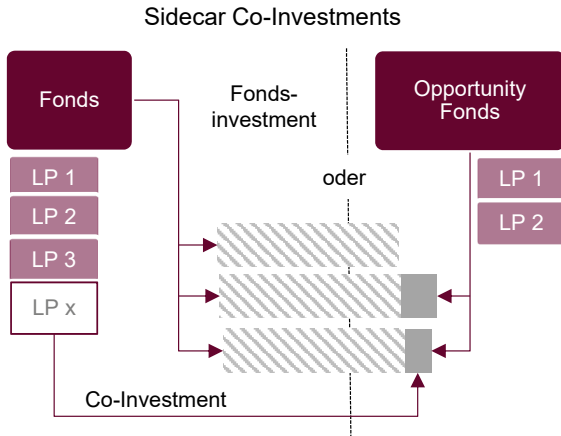 Sidecar Co-Investments
Fonds
Fonds-
investment
Opportunity
Fonds
oder
LP 1
LP 2
LP 3
LP x
LP 1
LP 2
Co-Investment